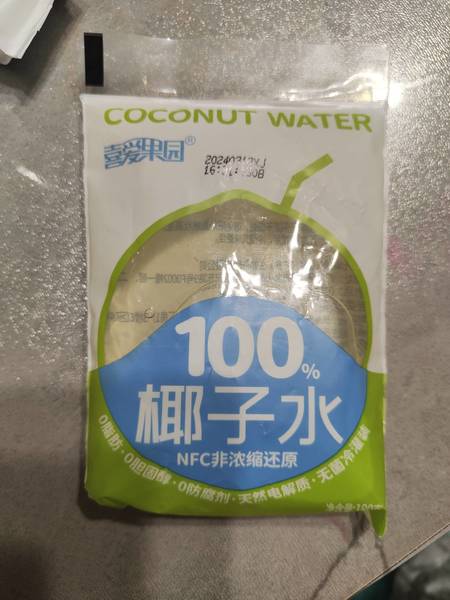 COCONUT WATER
喜爱果园®
100%
椰子水
NFC非浓缩还原
0脂肪·0胆固醇·0防腐剂·天然电解质·无菌冷灌装